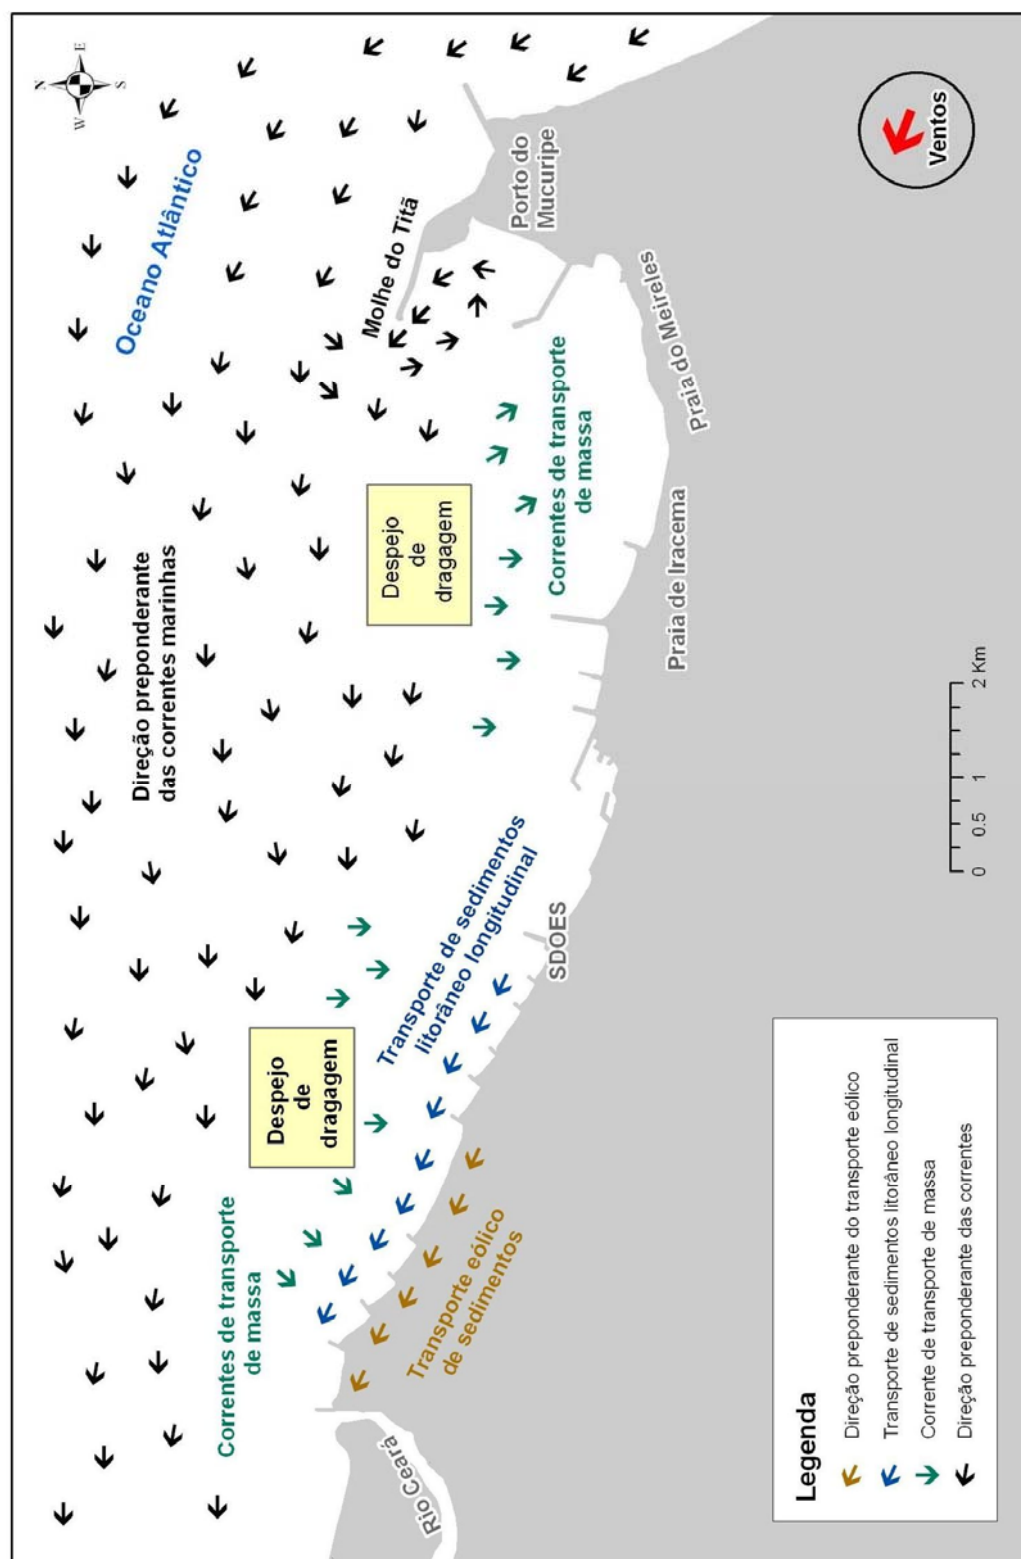 N
E
S
W
Oceano Atlântico
Direção preponderante
das correntes marinhas
Molhe do Titã
Porto do
Mucuripe
Despejo
de
dragagem
Despejo
de
dragagem
Correntes de transporte
de massa
Correntes de transporte
de massa
Transporte de sedimentos
litorâneo longitudinal
Transporte eólico
de sedimentos
Rio Ceará
SDOES
Praia de Iracema
Praia do Meireles
Ventos
0 0.5 1 2 Km
Legenda
Direção preponderante do transporte eólico
Transporte de sedimentos litorâneo longitudinal
Corrente de transporte de massa
Direção preponderante das correntes